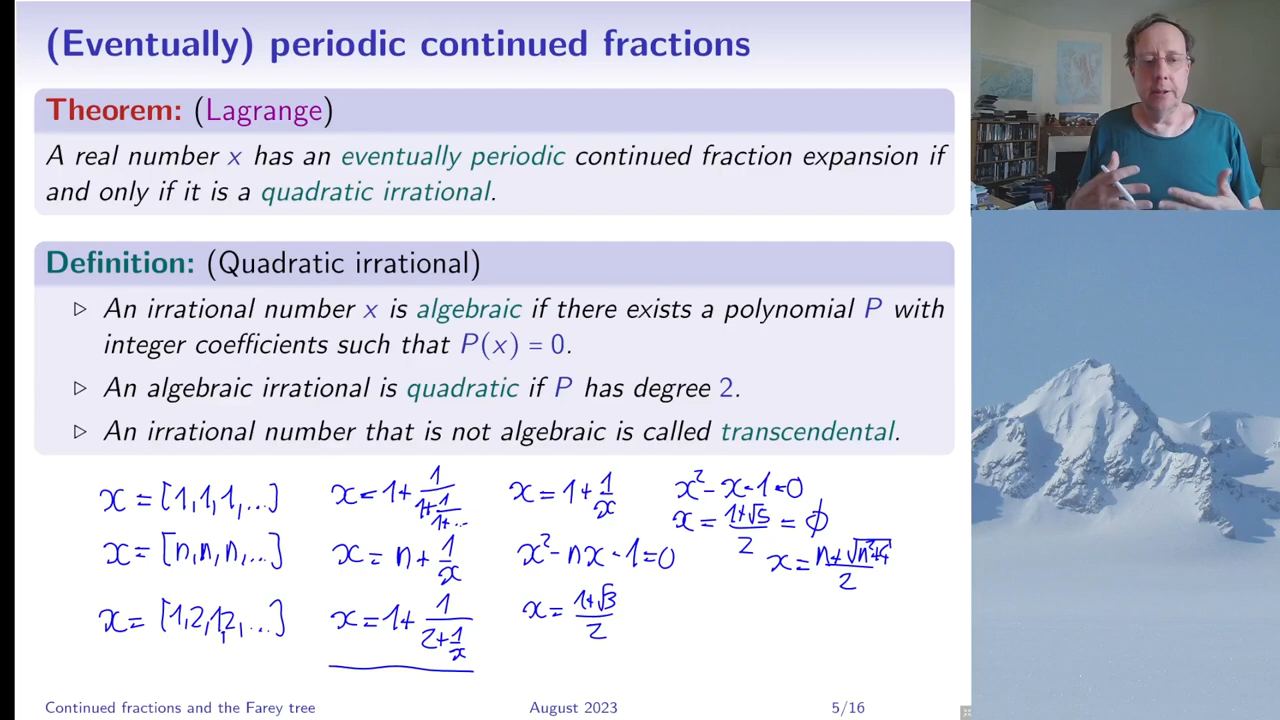 (Eventually) periodic continued fractions
Theorem: (Lagrange)
A real number x has an eventually periodic continued fraction expansion if
and only if it is a quadratic irrational.
Definition: (Quadratic irrational)
▷ An irrational number x is algebraic if there exists a polynomial P with
integer coefficients such that P(x) = 0.
▷ An algebraic irrational is quadratic if P has degree 2.
▷ An irrational number that is not algebraic is called transcendental.
x = [1,1,1,...] x = 1 + 1/(1 + 1/(1 + ...)) x = 1 + 1/x x² - x - 1 = 0
x = (1+√5)/2 = ϕ
x = [n,n,n,...] x = n + 1/x x² - nx - 1 = 0 x = (n+√(n²+4))/2
x = [1,2,1,2,...] x = 1 + 1/(2 + 1/x) x = (1+√3)/2
Continued fractions and the Farey tree August 2023 5/16